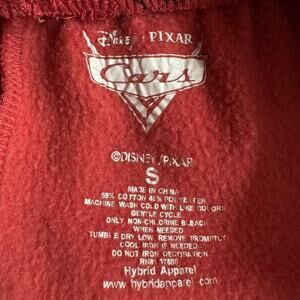 Disney · PIXAR
Cars
©DISNEY/PIXAR
S
MADE IN CHINA
55% COTTON 45% POLYESTER
MACHINE WASH COLD WITH LIKE COLORS
GENTLE CYCLE
ONLY NON-CHLORINE BLEACH
WHEN NEEDED
TUMBLE DRY LOW. REMOVE PROMPTLY
COOL IRON IF NEEDED
DO NOT IRON DECORATION
RN#
Hybrid Apparel
www.hybridapparel.com